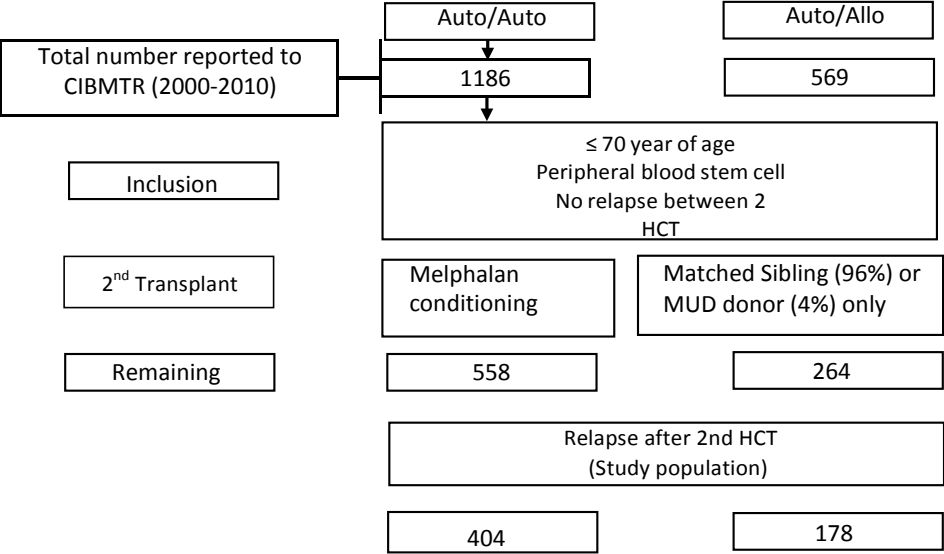 Auto/Auto
Auto/Allo
Total number reported to
CIBMTR (2000-2010)
1186
569
≤ 70 year of age
Peripheral blood stem cell
No relapse between 2
HCT
Inclusion
2nd Transplant
Melphalan
conditioning
Matched Sibling (96%) or
MUD donor (4%) only
Remaining
558
264
Relapse after 2nd HCT
(Study population)
404
178